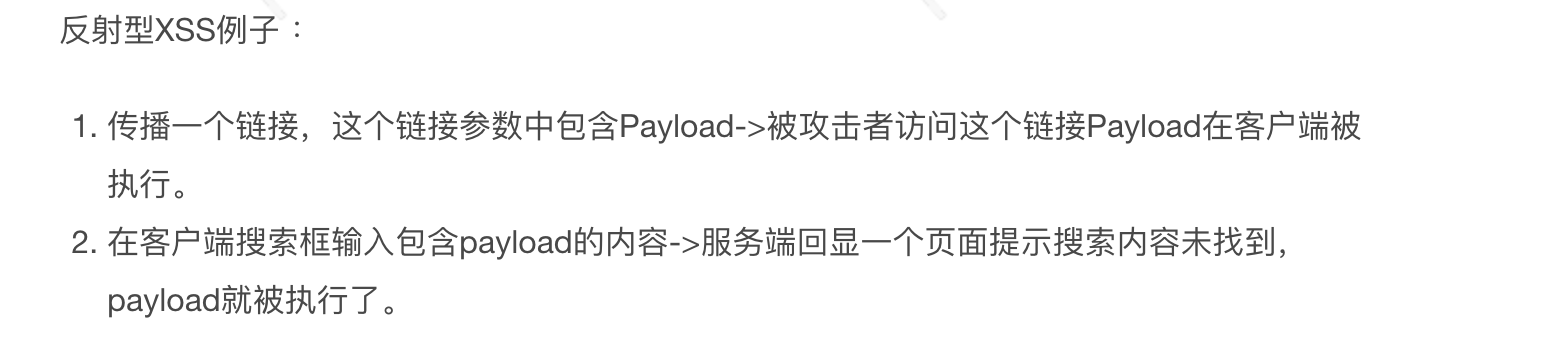 反射型XSS例子：
1. 传播一个链接，这个链接参数中包含Payload->被攻击者访问这个链接Payload在客户端被
执行。
2. 在客户端搜索框输入包含payload的内容->服务端回显一个页面提示搜索内容未找到，
payload就被执行了。